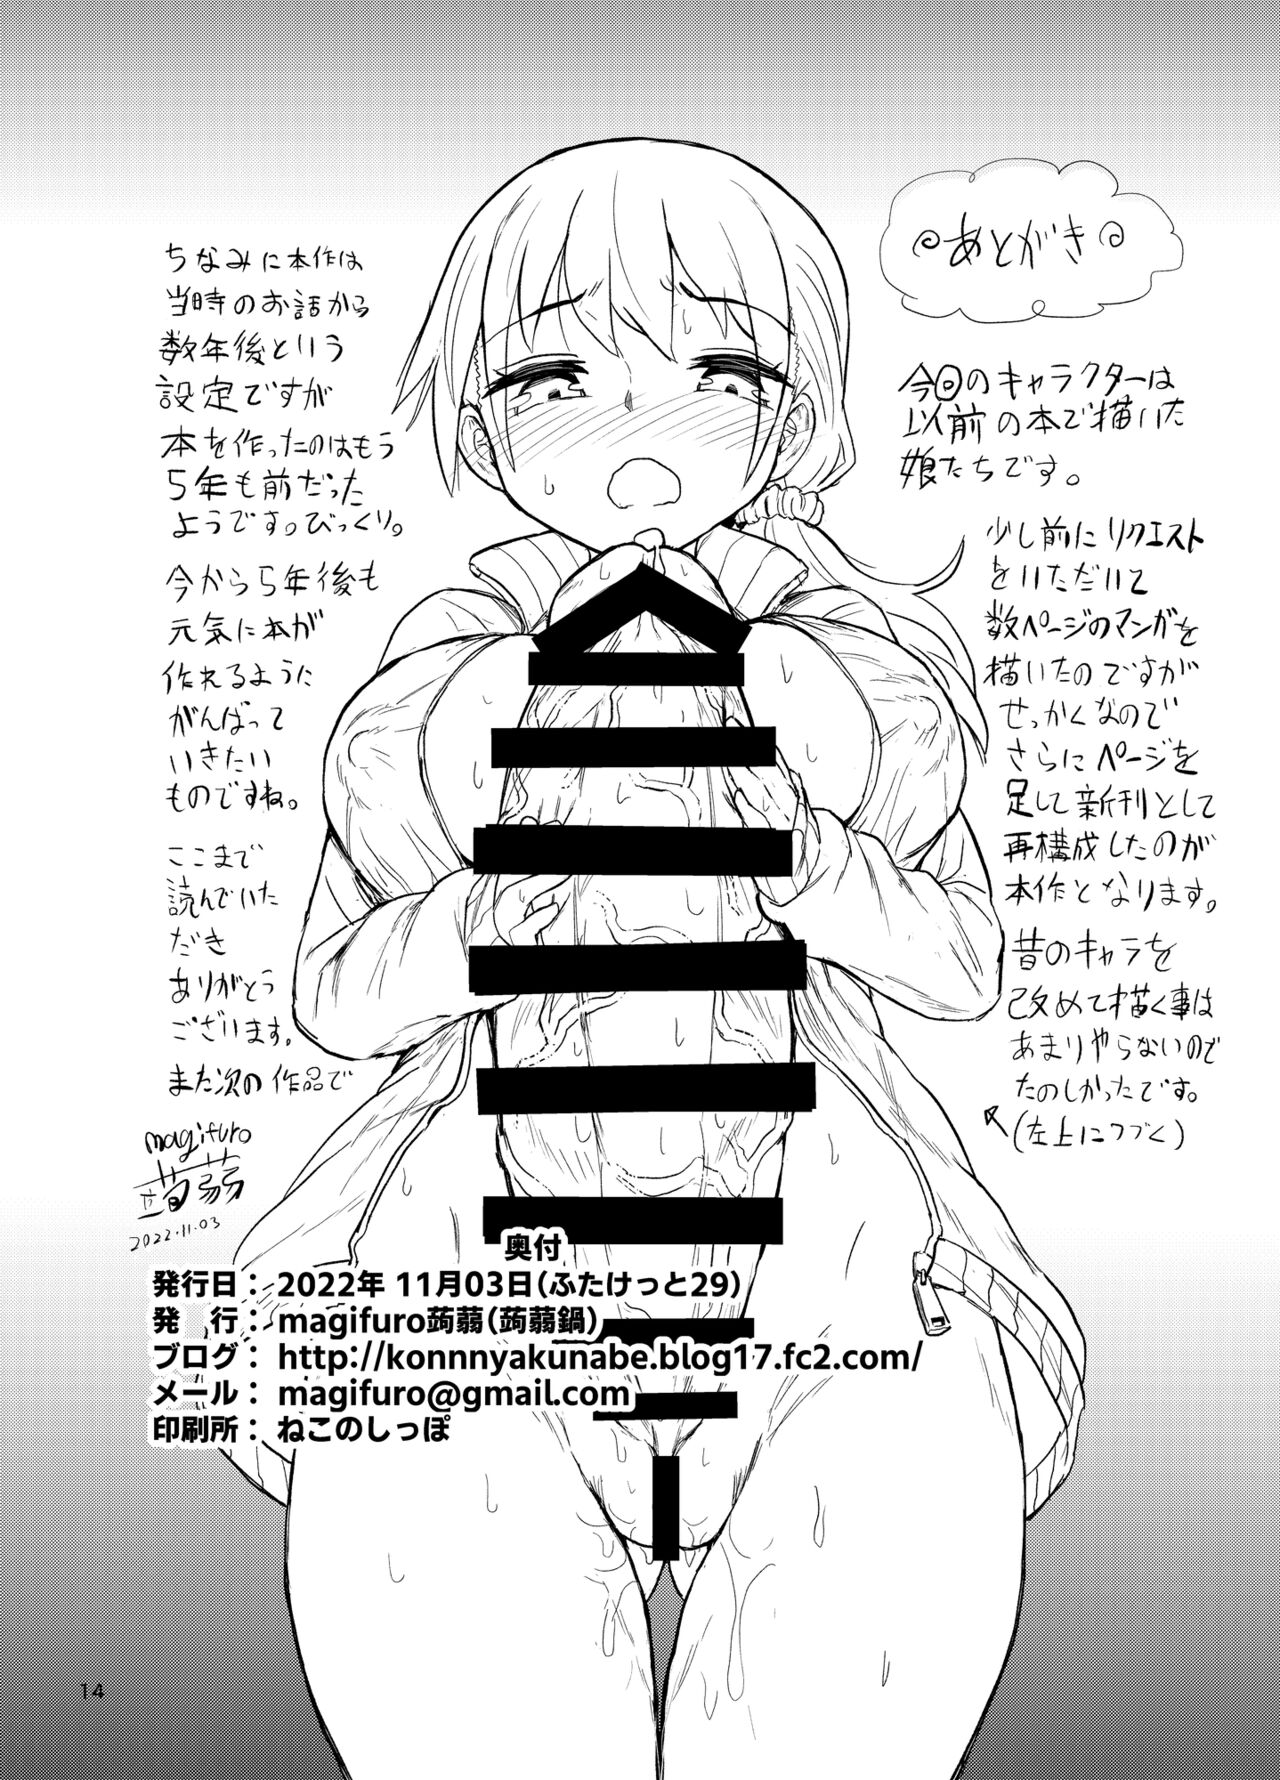 あとがき
今回のキャラクターは
以前の本で描いた
娘たちです。
少し前にリクエスト
をいただいて
数ページのマンガを
描いたのですが
せっかくなので
さらにページを
足して新刊として
再構成したのが
本作となります。
昔のキャラを
改めて描く事は
あまりやらないので
たのしかったです。
(左上につづく)
ちなみに本作は
当時のお話から
数年後という
設定ですが
本を作ったのはもう
5年も前だった
ようです。びっくり。
今から5年後も
元気に本が
作れるように
がんばって
いきたい
ものですね。
ここまで
読んでいた
だき
ありがとう
ございます。
また次の作品で
magifuro
蒟蒻
2022.11.03
奥付
発行日： 2022年 11月03日(ふたけっと29)
発　行： magifuro蒟蒻(蒟蒻鍋)
ブログ： http://konnnyakunabe.blog17.fc2.com/
メール： magifuro@gmail.com
印刷所： ねこのしっぽ
14